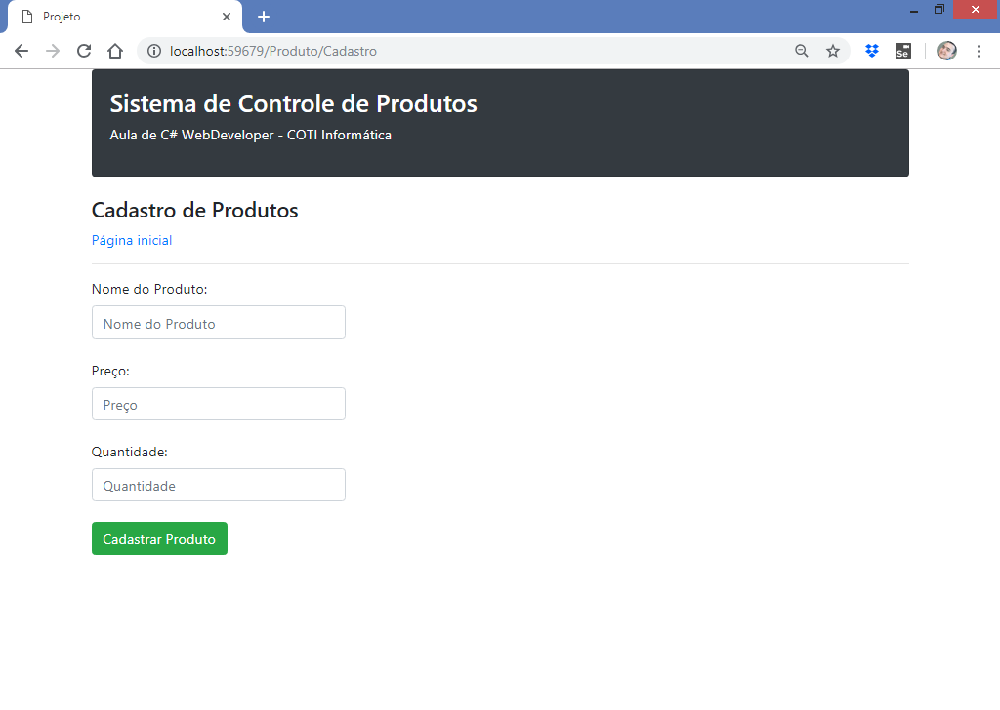 Projeto
localhost:59679/Produto/Cadastro
Se
Sistema de Controle de Produtos
Aula de C# WebDeveloper - COTI Informática
Cadastro de Produtos
Página inicial
Nome do Produto:
Nome do Produto
Preço:
Preço
Quantidade:
Quantidade
Cadastrar Produto